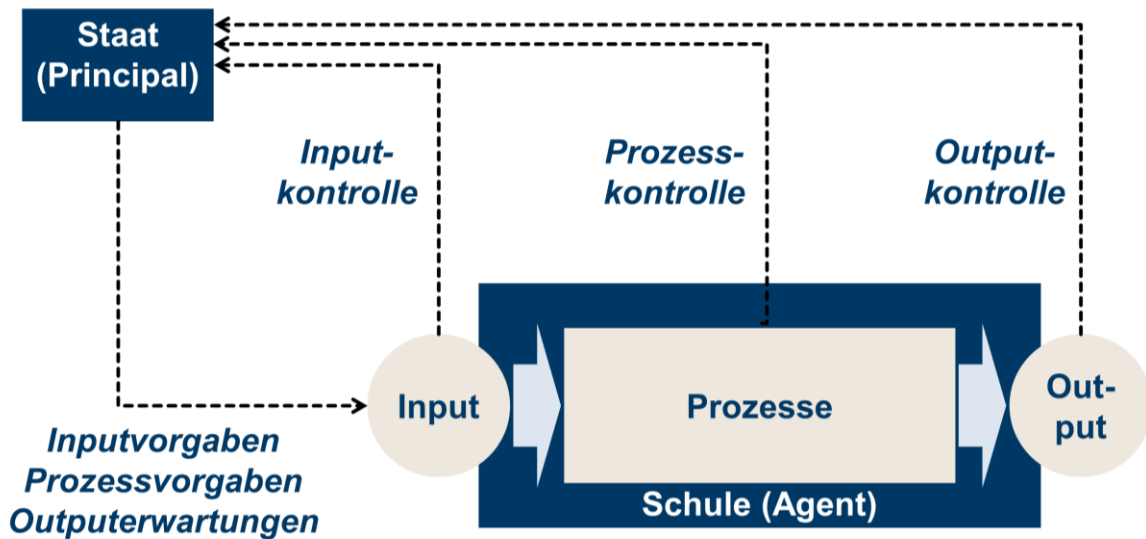 Staat
(Principal)
Input-
kontrolle
Prozess-
kontrolle
Output-
kontrolle
Input
Prozesse
Out-
put
Inputvorgaben
Prozessvorgaben
Outputerwartungen
Schule (Agent)